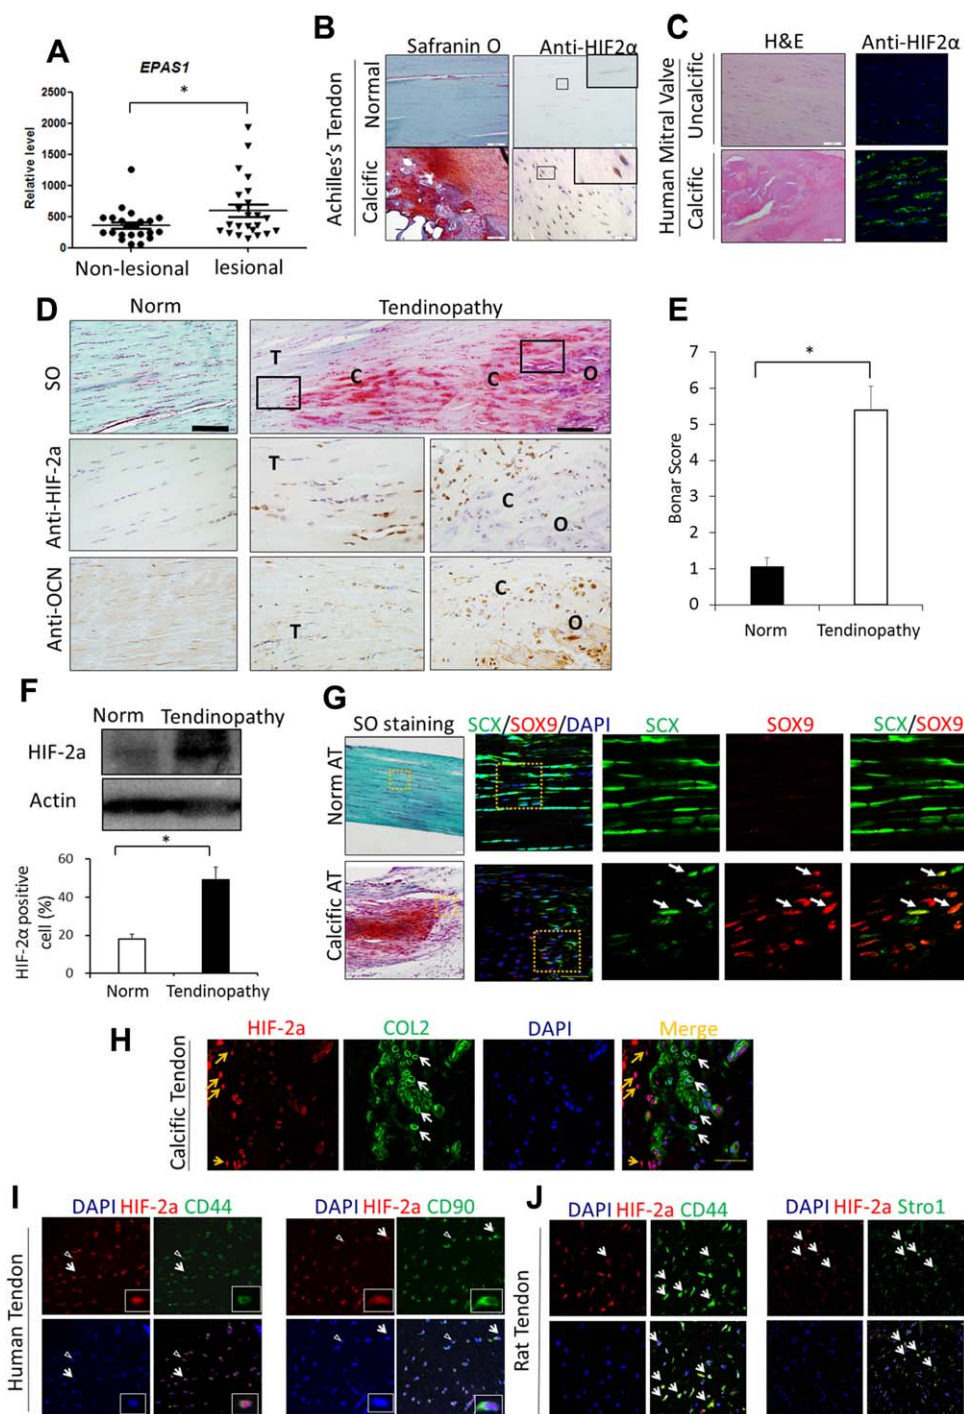 A
EPAS1
*
2500
2000
1500
1000
500
0
Relative level
Non-lesional
lesional
B
Safranin O
Anti-HIF2α
Achilles's Tendon
Normal
Calcific
C
H&E
Anti-HIF2α
Human Mitral Valve
Uncalcific
Calcific
D
Norm
Tendinopathy
SO
T
C
C
O
Anti-HIF-2a
T
C
O
Anti-OCN
T
C
O
E
*
7
6
5
4
3
2
1
0
Bonar Score
Norm
Tendinopathy
F
Norm
Tendinopathy
HIF-2a
Actin
*
60
40
20
0
HIF-2α positive
cell (%)
Norm
Tendinopathy
G
SO staining
SCX/SOX9/DAPI
SCX
SOX9
SCX/SOX9
Norm AT
Calcific AT
H
HIF-2a
COL2
DAPI
Merge
Calcific Tendon
I
DAPI HIF-2a CD44
DAPI HIF-2a CD90
Human Tendon
J
DAPI HIF-2a CD44
DAPI HIF-2a Stro1
Rat Tendon